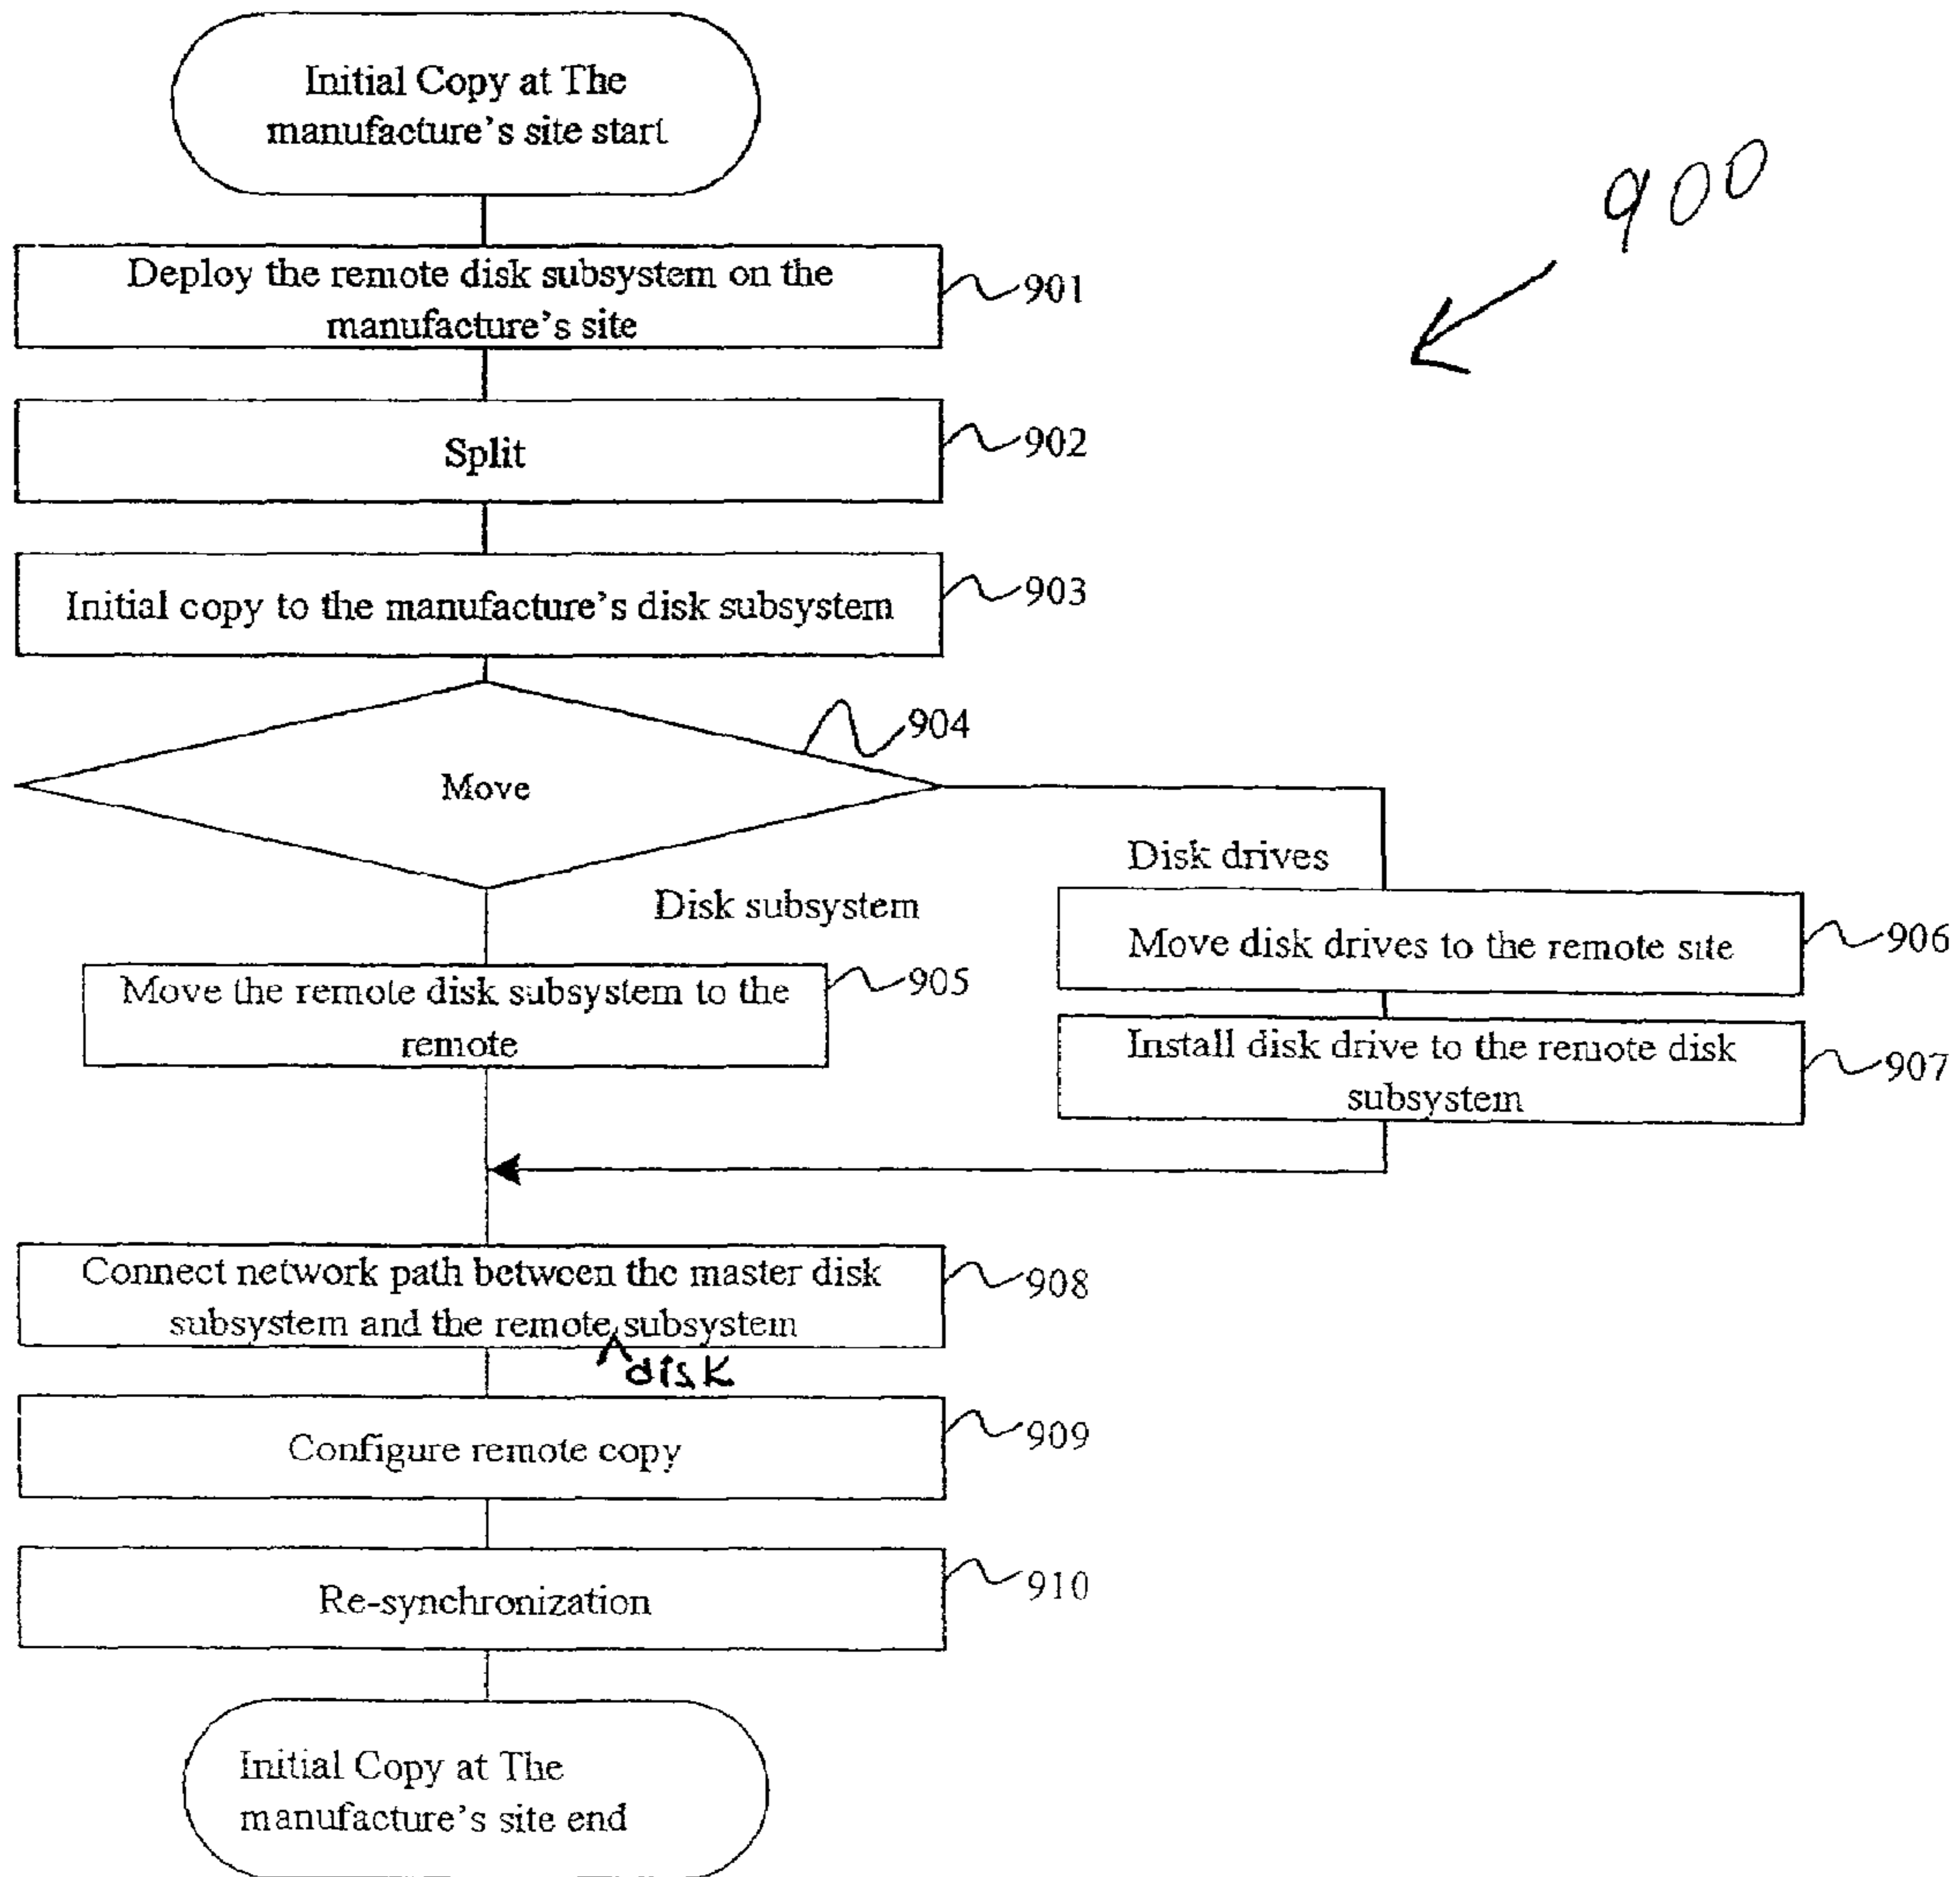 Initial Copy at The
manufacture's site start
900
Deploy the remote disk subsystem on the
manufacture's site
901
Split
902
Initial copy to the manufacture's disk subsystem
903
904
Move
Disk drives
Disk subsystem
Move disk drives to the remote site
906
Move the remote disk subsystem to the
remote
905
Install disk drive to the remote disk
subsystem
907
Connect network path between the master disk
subsystem and the remote subsystem
disk
908
Configure remote copy
909
Re-synchronization
910
Initial Copy at The
manufacture's site end